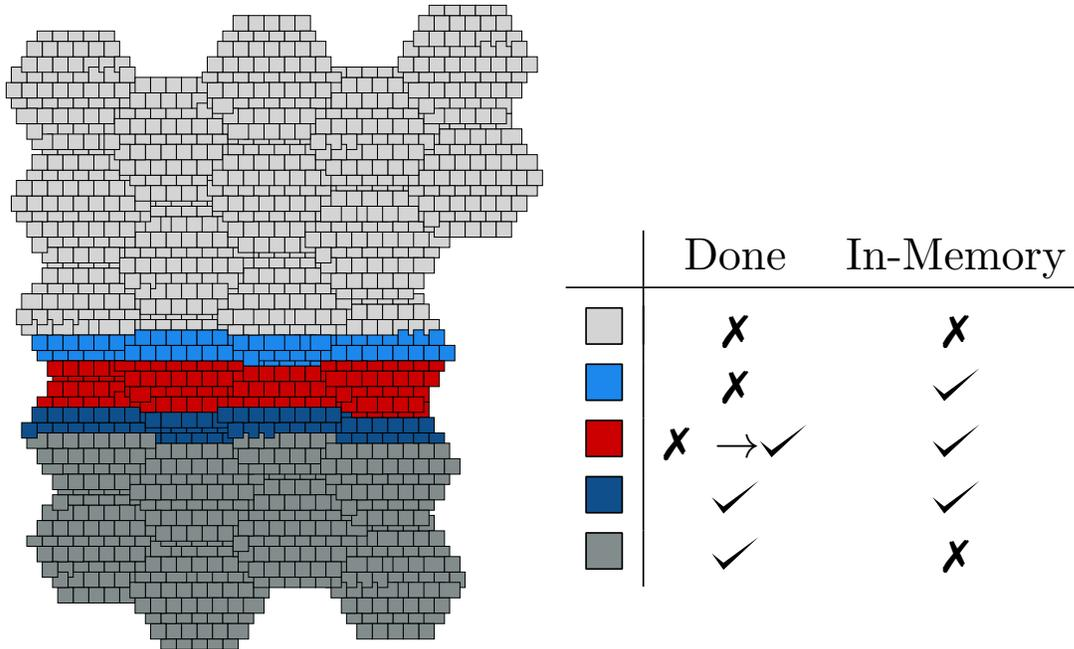 Done In-Memory
✗ ✗
✗ ✓
✗ → ✓ ✓
✓ ✓
✓ ✗